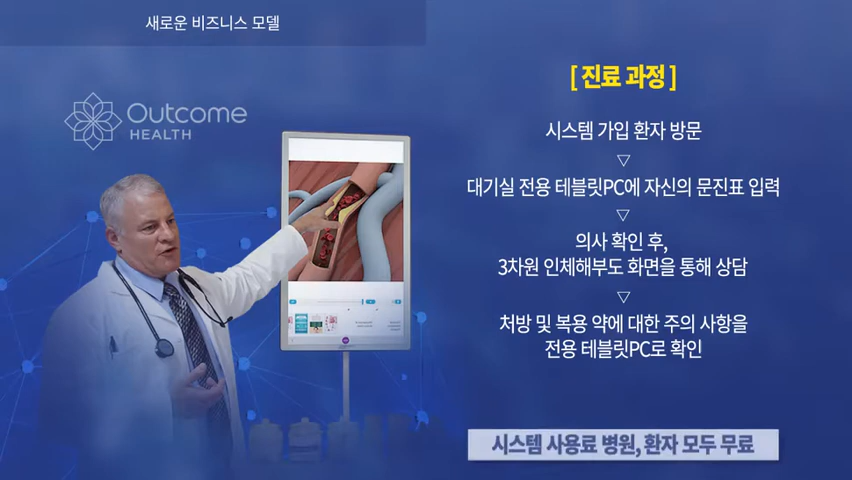 새로운 비즈니스 모델
Outcome
HEALTH
[ 진료 과정 ]
시스템 가입 환자 방문
▽
대기실 전용 테블릿PC에 자신의 문진표 입력
▽
의사 확인 후,
3차원 인체해부도 화면을 통해 상담
▽
처방 및 복용 약에 대한 주의 사항을
전용 테블릿PC로 확인
시스템 사용료 병원, 환자 모두 무료